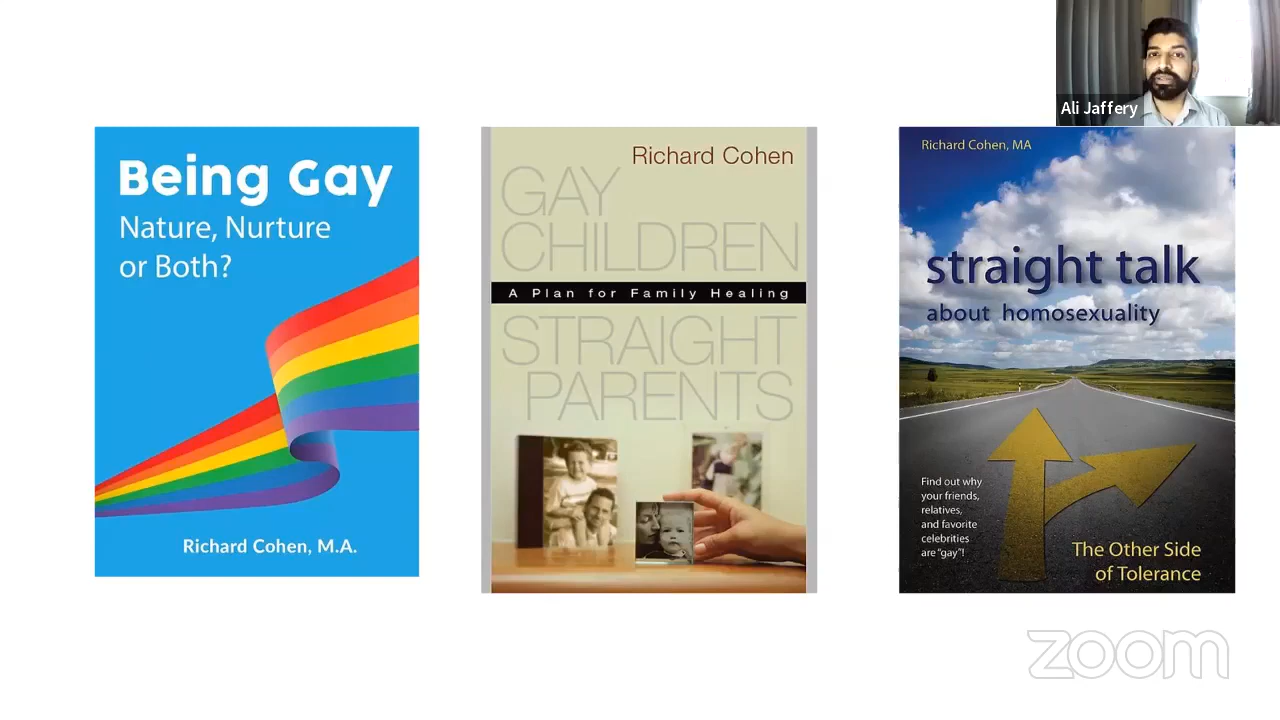 Ali Jaffery
Being Gay
Nature, Nurture
or Both?
Richard Cohen, M.A.
Richard Cohen
GAY
CHILDREN
A Plan for Family Healing
STRAIGHT
PARENTS
Richard Cohen, MA
straight talk
about homosexuality
Find out why
your friends,
relatives,
and favorite
celebrities
are "gay"!
The Other Side
of Tolerance
zoom